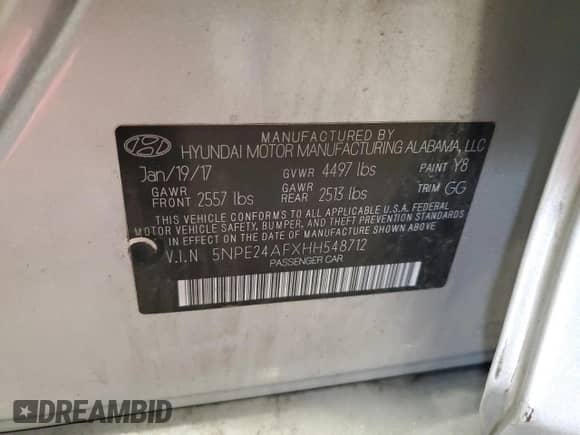 MANUFACTURED BY
HYUNDAI MOTOR MANUFACTURING ALABAMA, LLC
Jan/19/17 GVWR 4497 lbs PAINT Y8
GAWR FRONT 2557 lbs GAWR REAR 2513 lbs TRIM GG
THIS VEHICLE CONFORMS TO ALL APPLICABLE U.S.A. FEDERAL
MOTOR VEHICLE SAFETY, BUMPER, AND THEFT PREVENTION
STANDARDS IN EFFECT ON THE DATE OF MANUFACTURE SHOWN ABOVE.
V.I.N 5NPE24AFXHH548712
PASSENGER CAR
DREAMBID